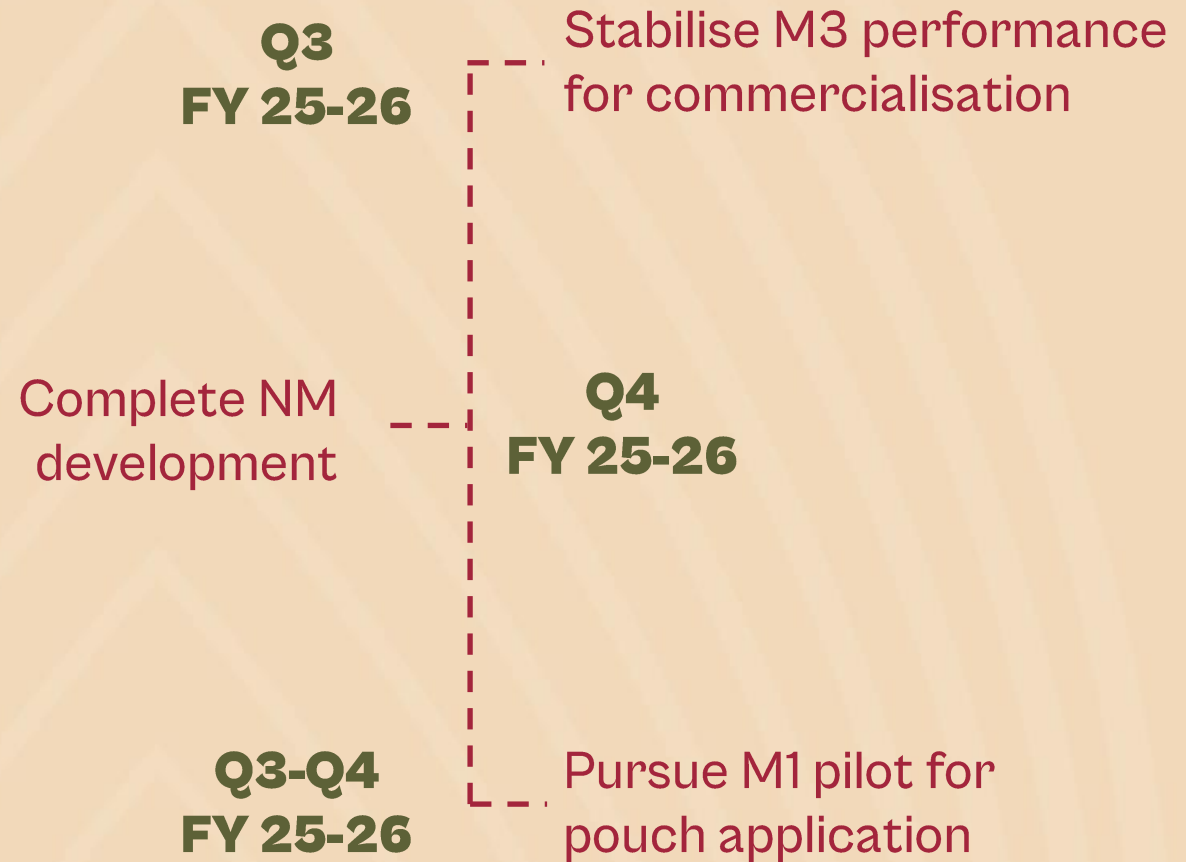 Q3
FY 25-26
Stabilise M3 performance
for commercialisation
Complete NM
development
Q4
FY 25-26
Q3-Q4
FY 25-26
Pursue M1 pilot for
pouch application